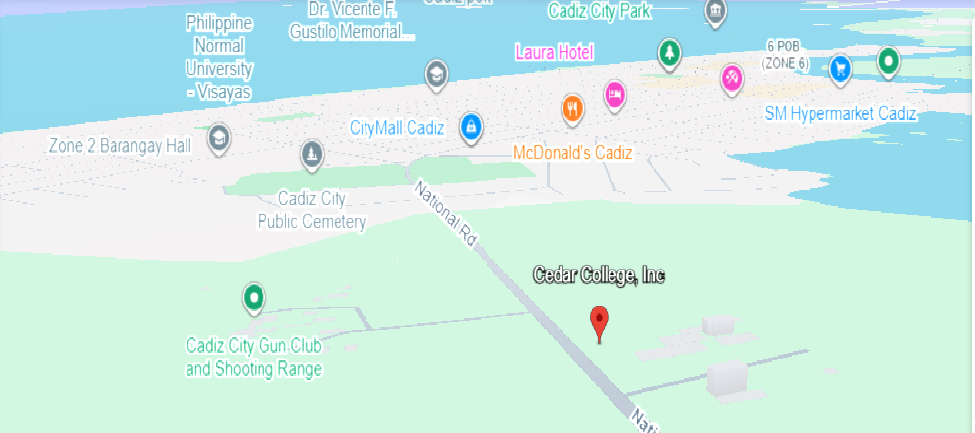 Philippine
Normal
University
- Visayas
Dr. Vicente F.
Gustilo Memorial...
Cadiz City Park
Laura Hotel
6 POB
(ZONE 6)
SM Hypermarket Cadiz
CityMall Cadiz
Zone 2 Barangay Hall
McDonald's Cadiz
Cadiz City
Public Cemetery
National Rd
Cedar College, Inc
Cadiz City Gun Club
and Shooting Range
Nati